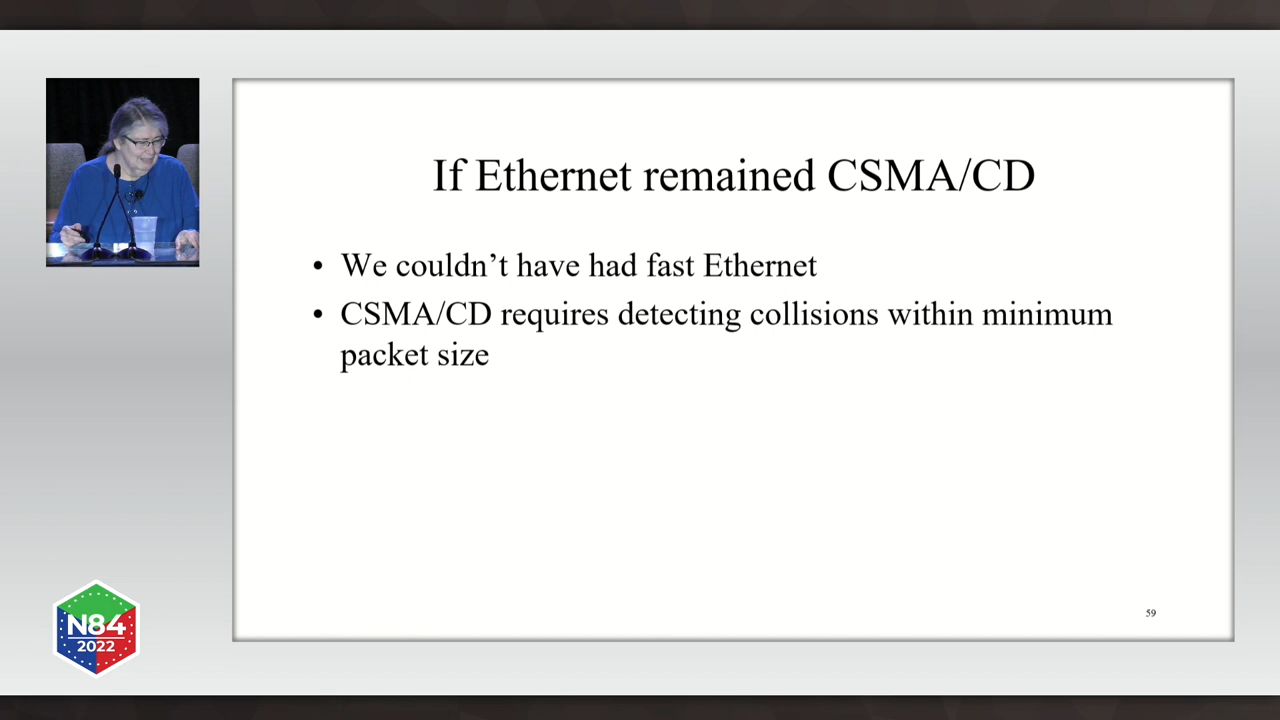 If Ethernet remained CSMA/CD
• We couldn’t have had fast Ethernet
• CSMA/CD requires detecting collisions within minimum
packet size
59
N84
2022